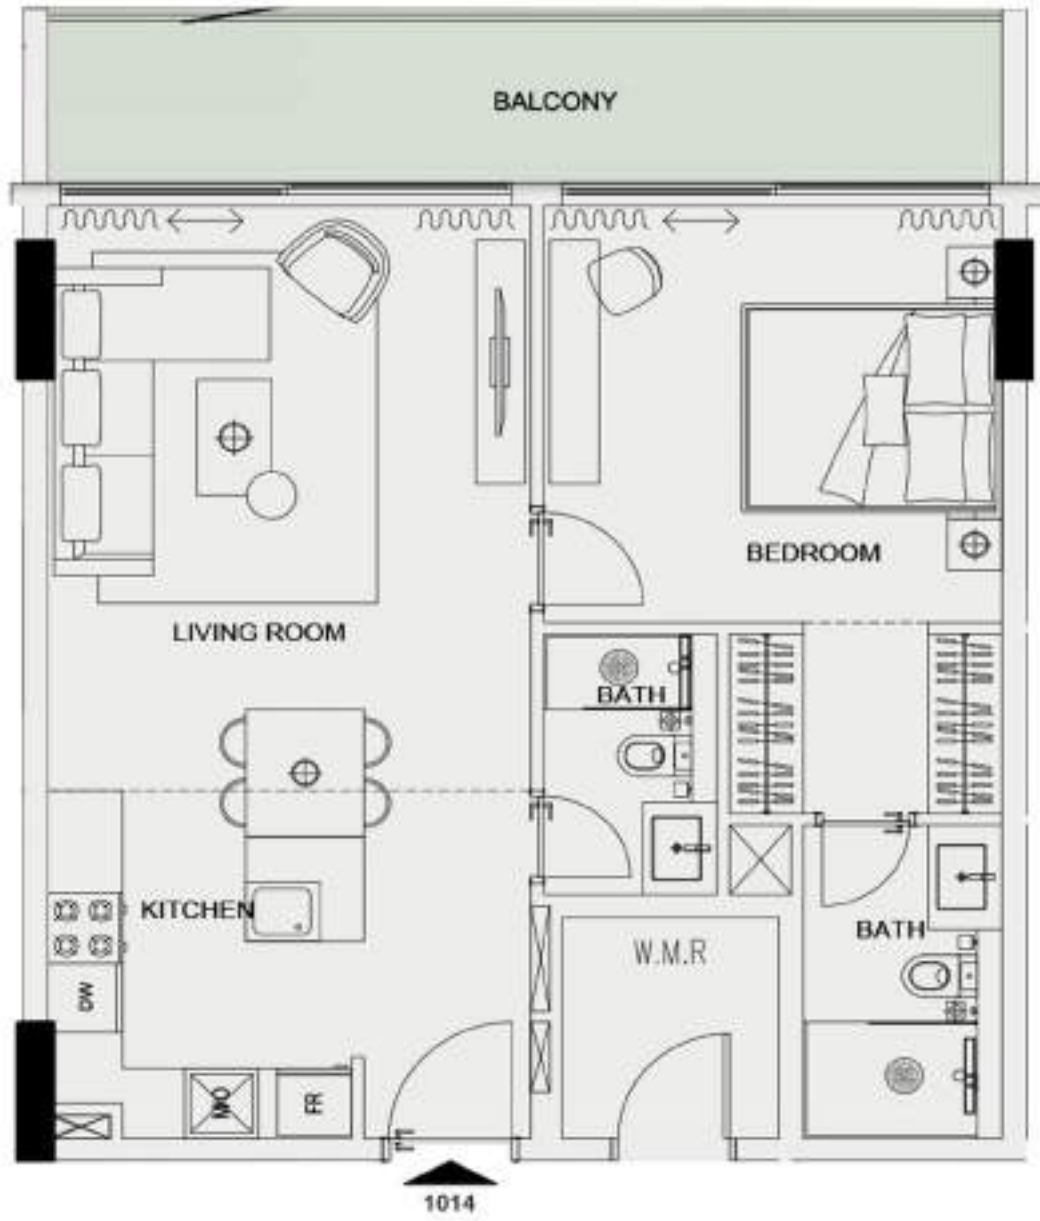 BALCONY
BEDROOM
LIVING ROOM
BATH
KITCHEN
BATH
W.M.R
DW
MO
FR
1014